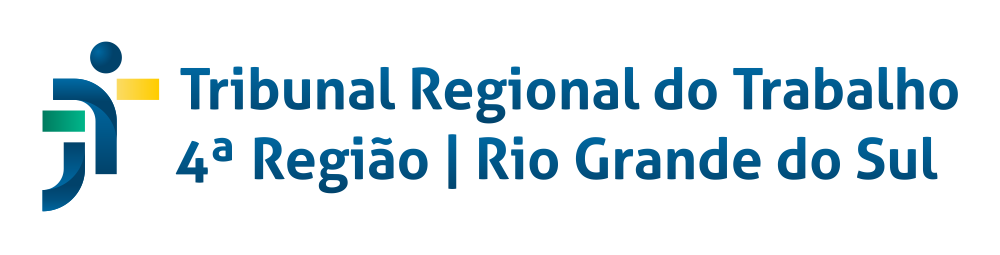 Tribunal Regional do Trabalho
4ª Região | Rio Grande do Sul